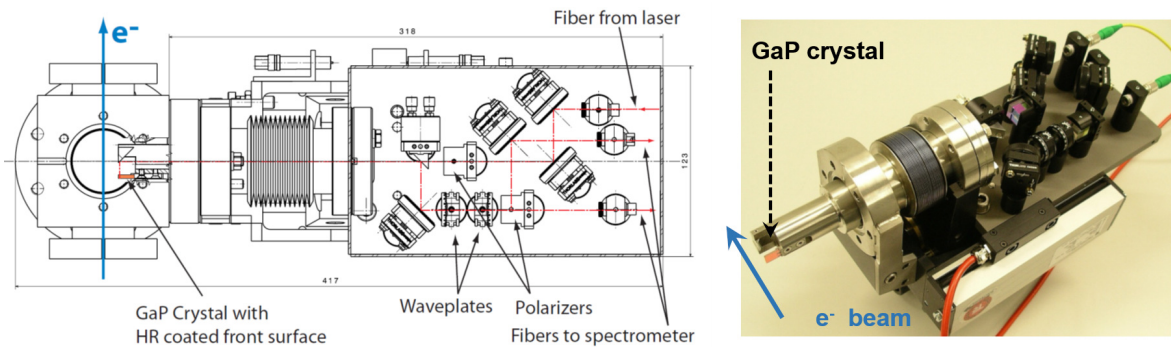 e-
318
Fiber from laser
123
417
GaP Crystal with
HR coated front surface
Waveplates
Polarizers
Fibers to spectrometer
GaP crystal
e- beam